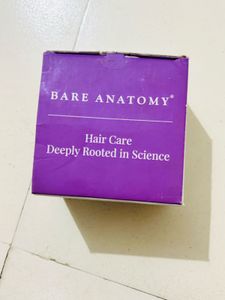 BARE ANATOMY®
Hair Care
Deeply Rooted in Science